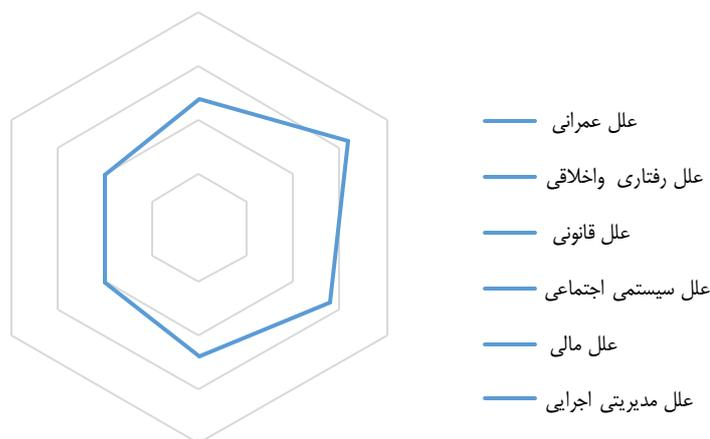 علل عمرانی
علل رفتاری واخلاقی
علل قانونی
علل سیستمی اجتماعی
علل مالی
علل مدیریتی اجرایی